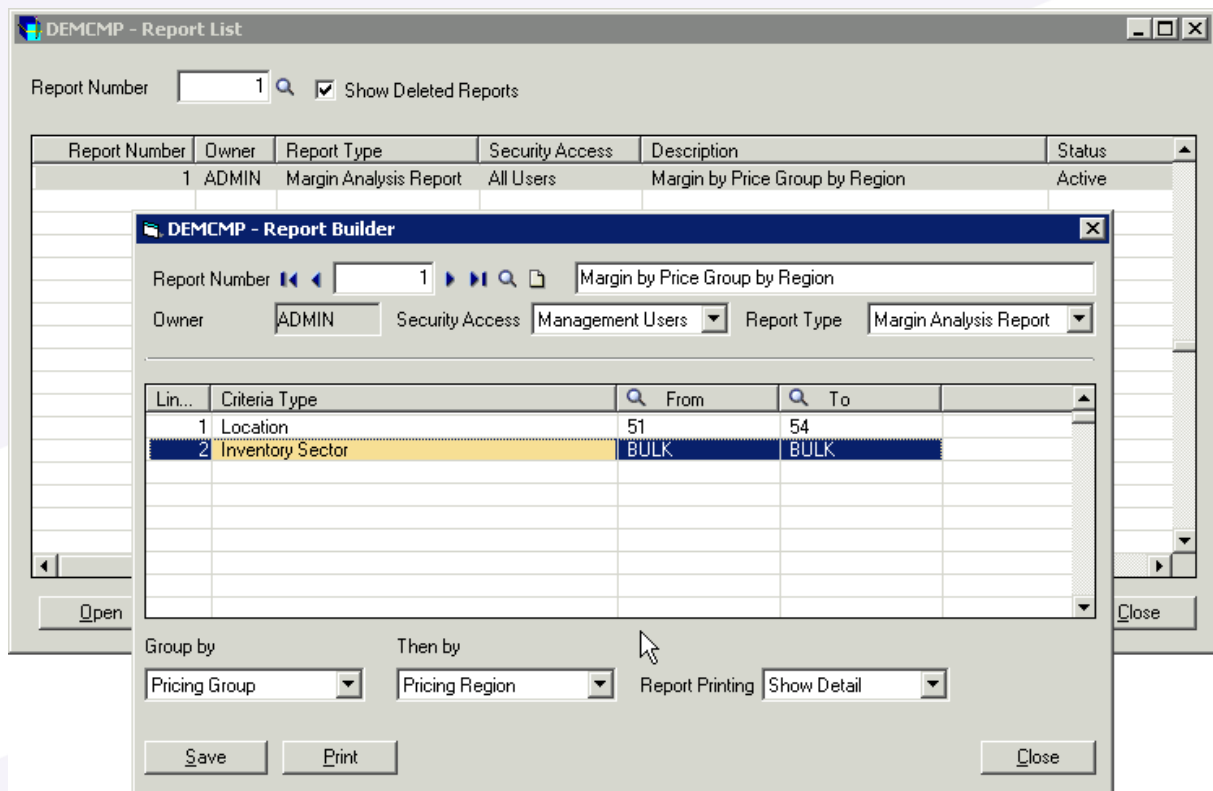 DEMCMP - Report List
Report Number 1 Show Deleted Reports
Report Number Owner Report Type Security Access Description Status
1 ADMIN Margin Analysis Report All Users Margin by Price Group by Region Active
DEMCMP - Report Builder
Report Number 1 Margin by Price Group by Region
Owner ADMIN Security Access Management Users Report Type Margin Analysis Report
Lin... Criteria Type From To
1 Location 51 54
2 Inventory Sector BULK BULK
Open Close
Group by Then by
Pricing Group Pricing Region Report Printing Show Detail
Save Print Close